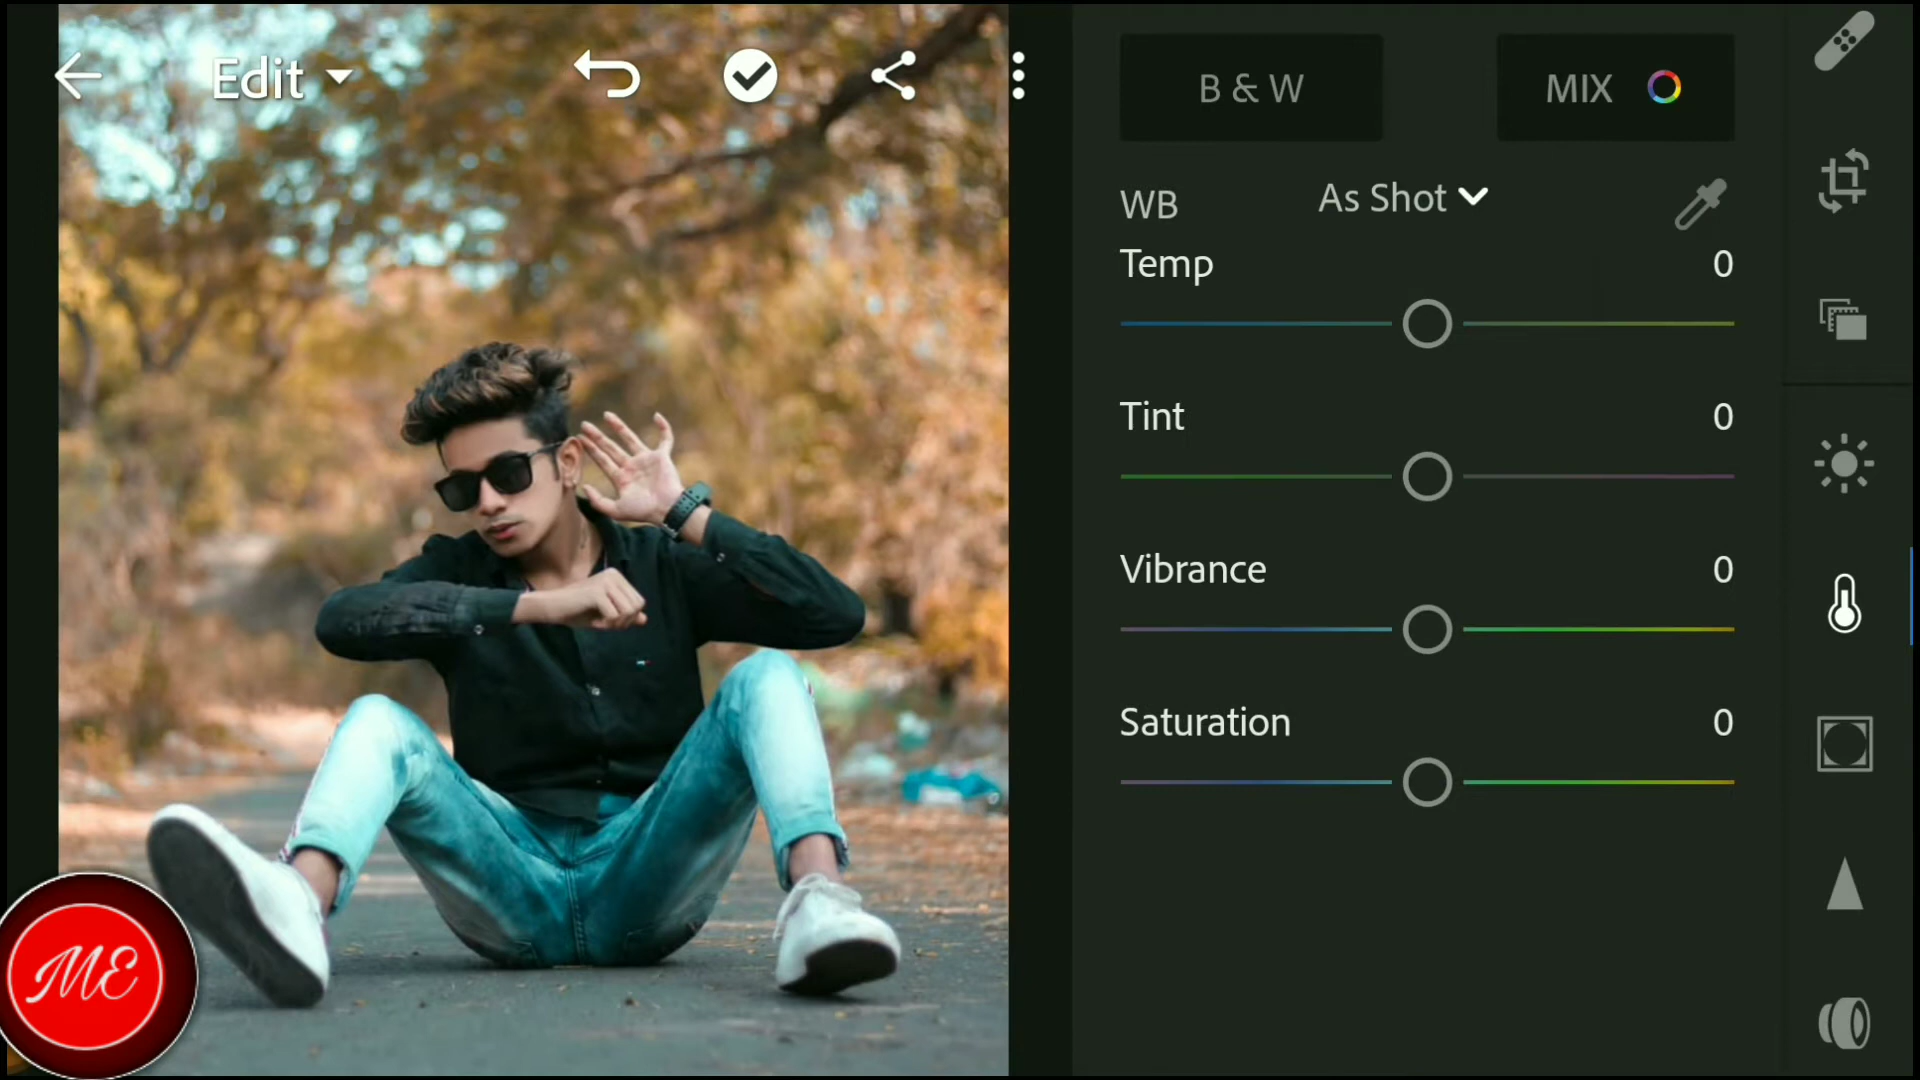 Edit
B & W
MIX
WB
As Shot
Temp
0
Tint
0
Vibrance
0
Saturation
0
ME